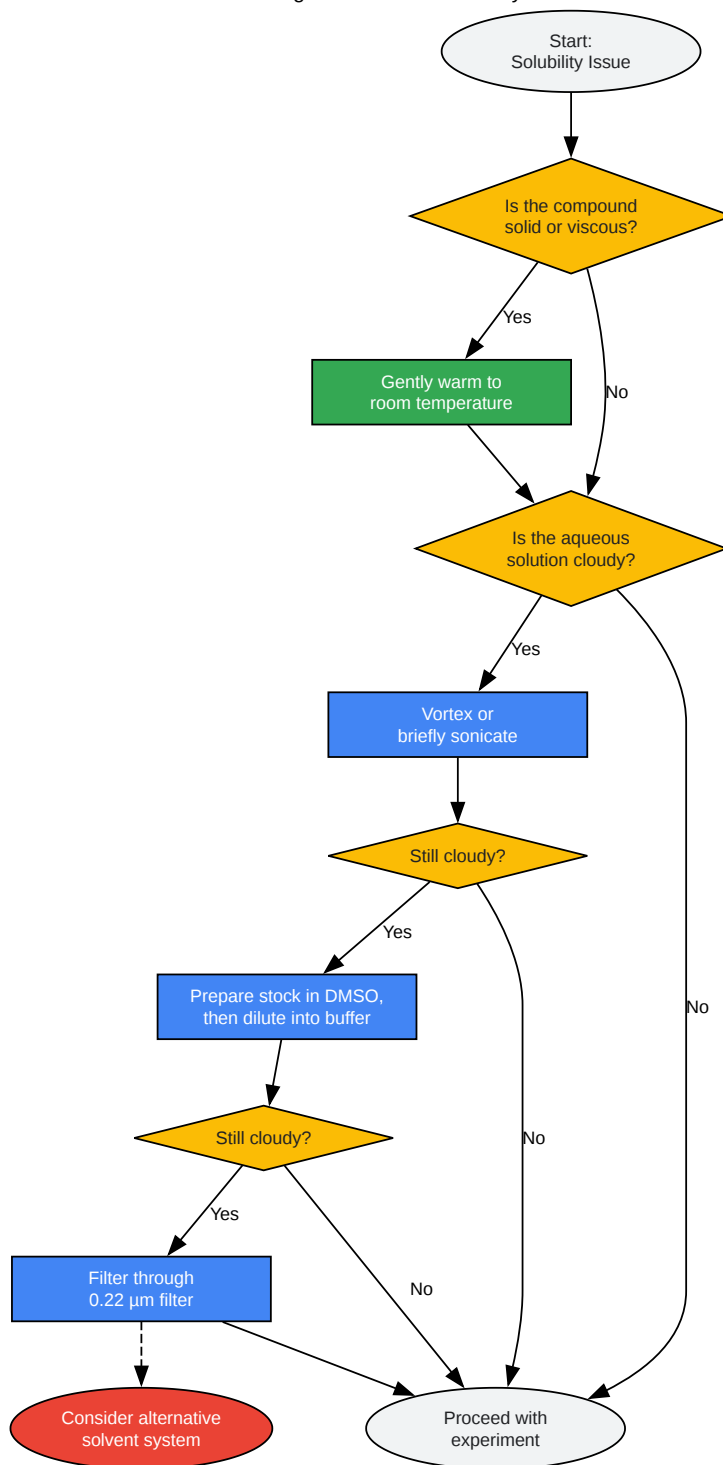 Start:
Solubility Issue
Is the compound
solid or viscous?
Yes
Gently warm to
room temperature
No
Is the aqueous
solution cloudy?
Yes
Vortex or
briefly sonicate
Still cloudy?
Yes
Prepare stock in DMSO,
then dilute into buffer
No
Still cloudy?
No
Yes
Filter through
0.22 µm filter
No
Consider alternative
solvent system
Proceed with
experiment